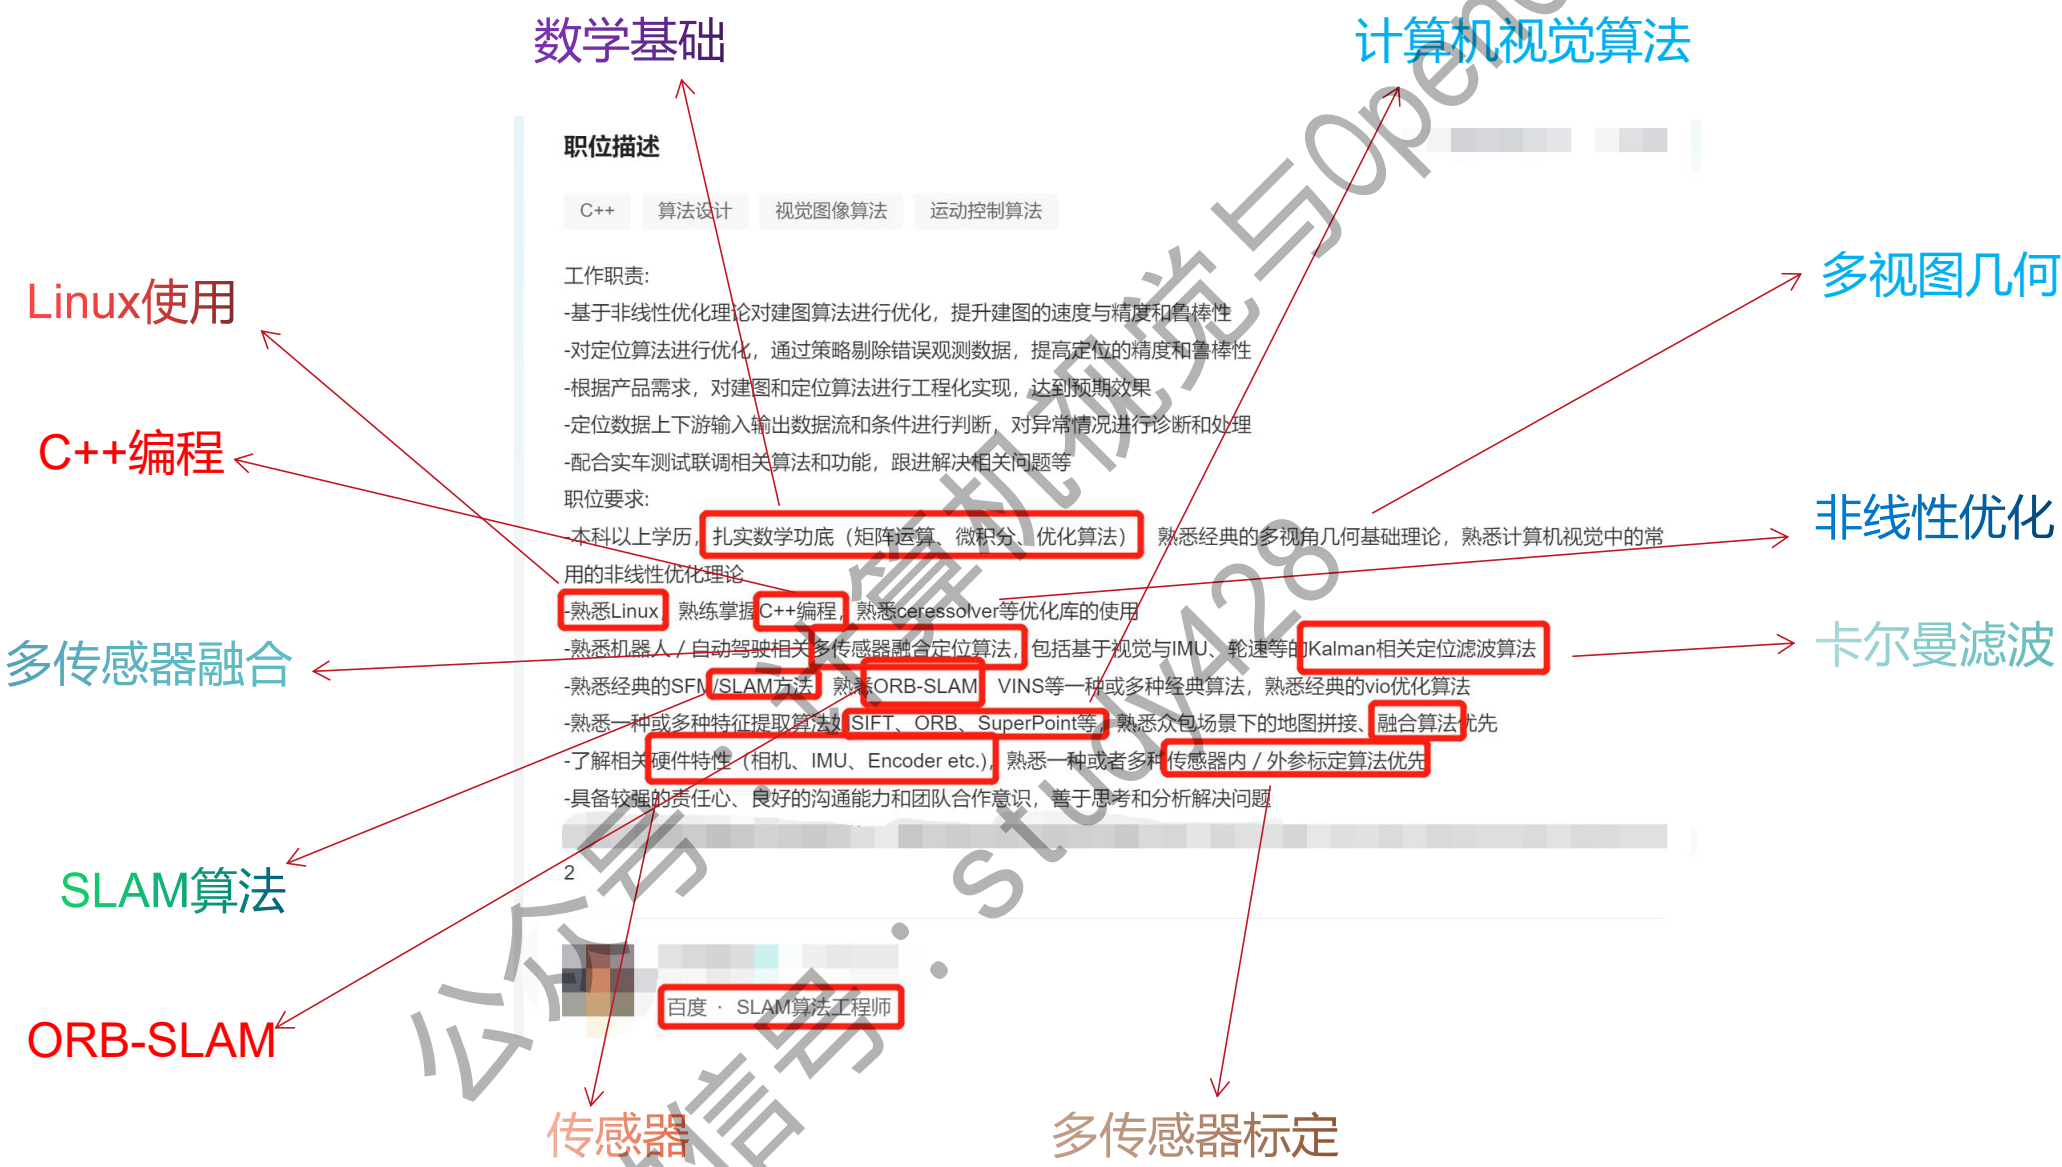 数学基础
计算机视觉算法
职位描述
C++ 算法设计 视觉图像算法 运动控制算法
工作职责:
-基于非线性优化理论对建图算法进行优化，提升建图的速度与精度和鲁棒性
-对定位算法进行优化，通过策略剔除错误观测数据，提高定位的精度和鲁棒性
-根据产品需求，对建图和定位算法进行工程化实现，达到预期效果
-定位数据上下游输入输出数据流和条件进行判断，对异常情况进行诊断和处理
-配合实车测试联调相关算法和功能，跟进解决相关问题等
职位要求:
-本科以上学历，扎实数学功底（矩阵运算、微积分、优化算法） 熟悉经典的多视角几何基础理论，熟悉计算机视觉中的常
用的非线性优化理论
-熟悉Linux，熟练掌握C++编程，熟悉ceressolver等优化库的使用
-熟悉机器人／自动驾驶相关多传感器融合定位算法，包括基于视觉与IMU、轮速等的Kalman相关定位滤波算法
-熟悉经典的SFM/SLAM方法，熟悉ORB-SLAM、VINS等一种或多种经典算法，熟悉经典的vio优化算法
-熟悉一种或多种特征提取算法如SIFT、ORB、SuperPoint等，熟悉众包场景下的地图拼接、融合算法优先
-了解相关硬件特性（相机、IMU、Encoder etc.)，熟悉一种或者多种传感器内／外参标定算法优先
-具备较强的责任心、良好的沟通能力和团队合作意识，善于思考和分析解决问题
2
百度 · SLAM算法工程师
Linux使用
C++编程
多传感器融合
SLAM算法
ORB-SLAM
多视图几何
非线性优化
卡尔曼滤波
传感器
多传感器标定
公众号：计算机视觉与Open
微信号：study428